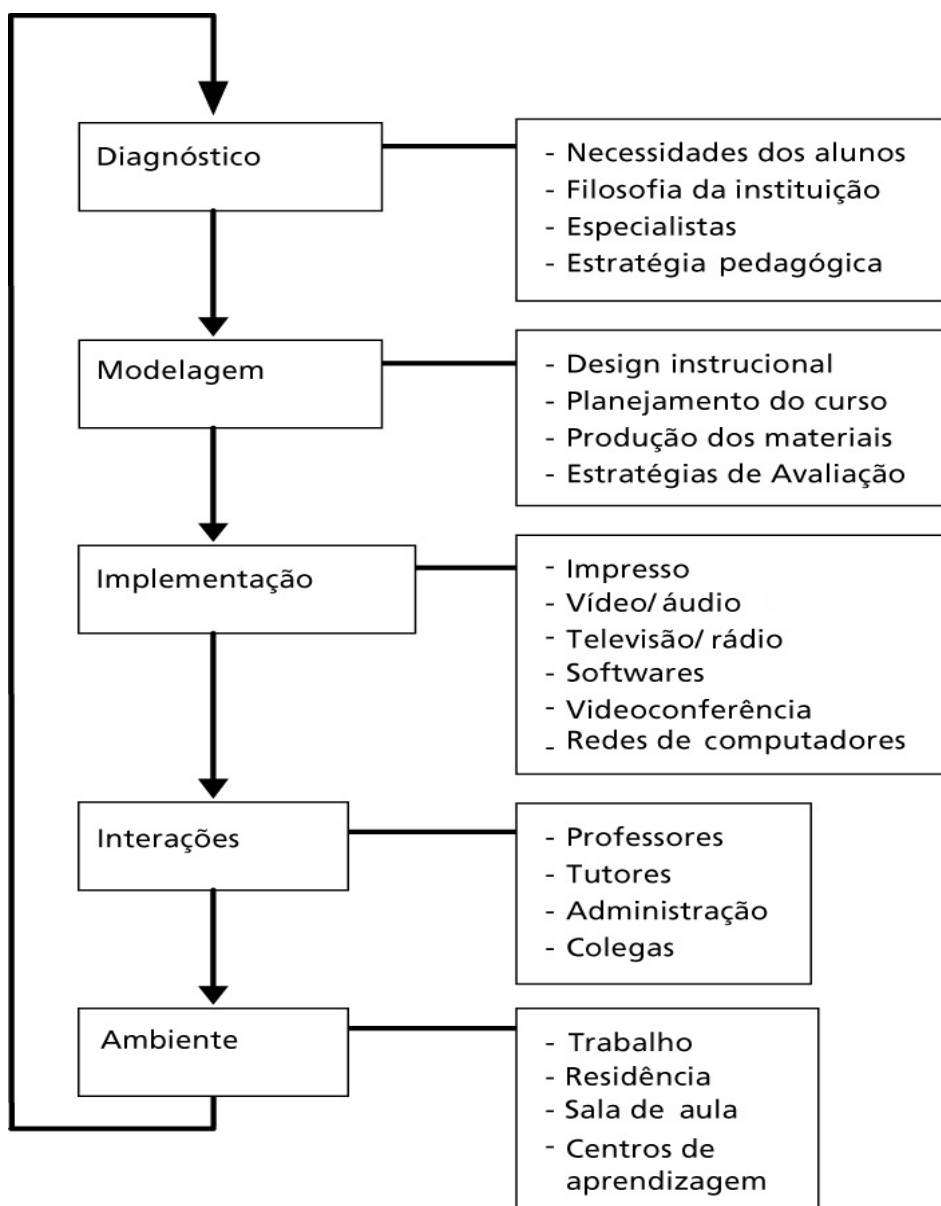 Diagnóstico
- Necessidades dos alunos
- Filosofia da instituição
- Especialistas
- Estratégia pedagógica
Modelagem
- Design instrucional
- Planejamento do curso
- Produção dos materiais
- Estratégias de Avaliação
Implementação
- Impresso
- Vídeo/ áudio
- Televisão/ rádio
- Softwares
- Videoconferência
- Redes de computadores
Interações
- Professores
- Tutores
- Administração
- Colegas
Ambiente
- Trabalho
- Residência
- Sala de aula
- Centros de
aprendizagem